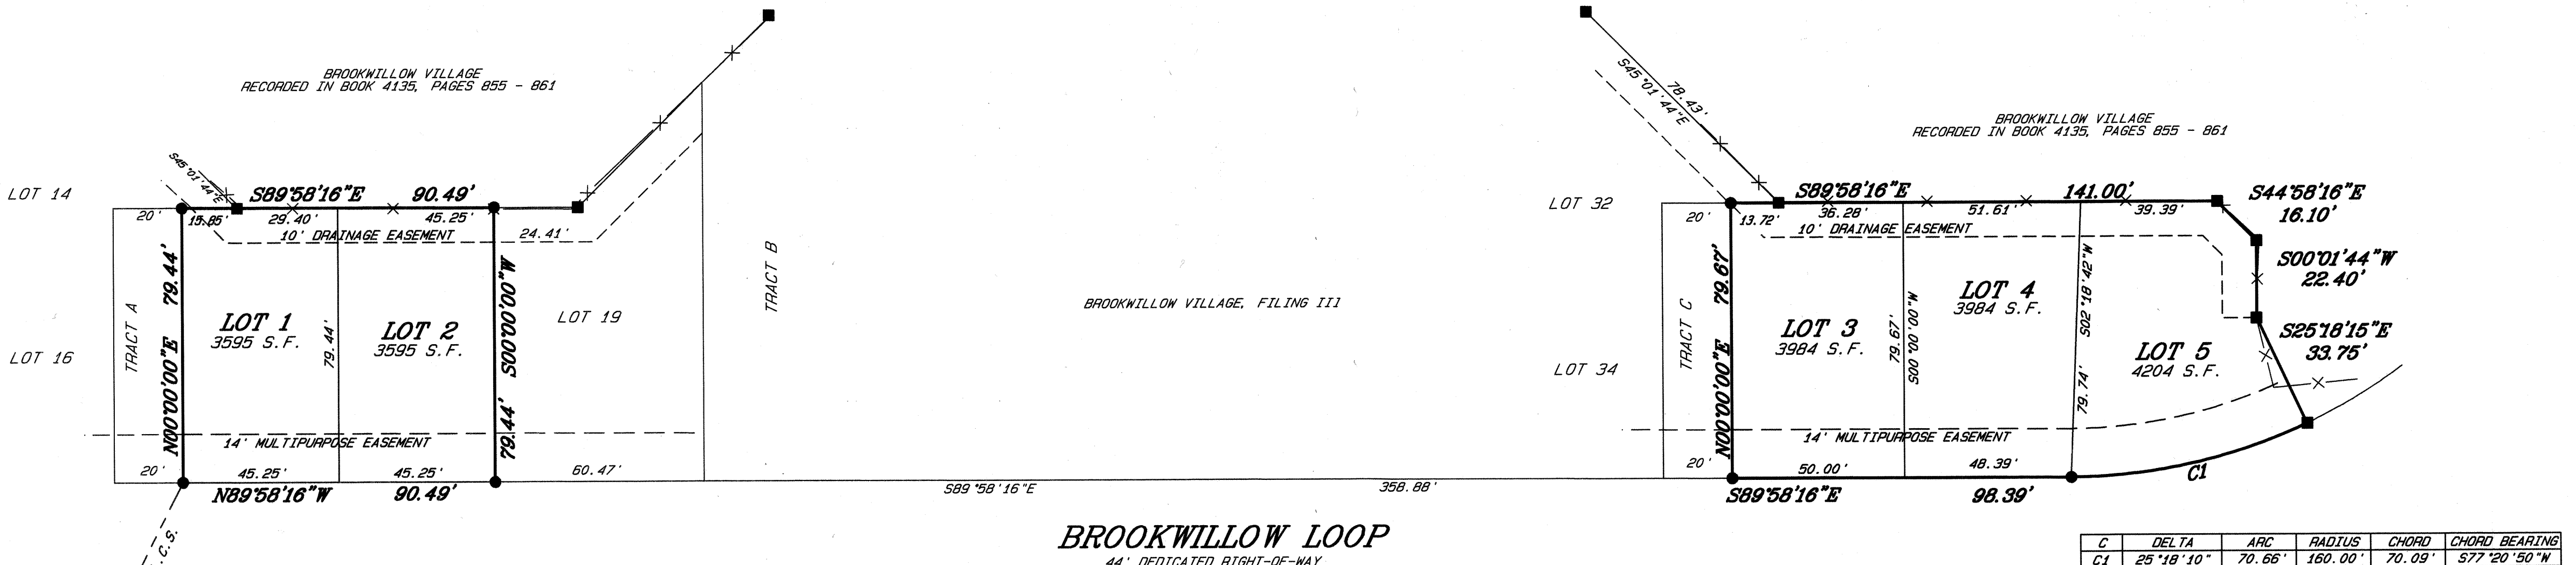 BROOKWILLOW VILLAGE
RECORDED IN BOOK 4135, PAGES 855 - 861
S45°01'44"E
LOT 14
20'
S89°58'16"E 90.49'
15.85'
29.40'
45.25'
24.41'
10' DRAINAGE EASEMENT
TRACT A
N00°00'00"E 79.44'
LOT 1
3595 S.F.
79.44'
LOT 2
3595 S.F.
S00°00'00"W
79.44'
LOT 19
TRACT B
LOT 16
14' MULTIPURPOSE EASEMENT
20'
45.25'
45.25'
60.47'
N89°58'16"W 90.49'
.C.S.
BROOKWILLOW VILLAGE, FILING III
S89°58'16"E
358.88'
BROOKWILLOW LOOP
44' DEDICATED RIGHT-OF-WAY
78.43'
S45°01'44"E
BROOKWILLOW VILLAGE
RECORDED IN BOOK 4135, PAGES 855 - 861
LOT 32
20'
S89°58'16"E 141.00'
13.72'
36.28'
51.61'
39.39'
10' DRAINAGE EASEMENT
S44°58'16"E
16.10'
S00°01'44"W
22.40'
S25°18'15"E
33.75'
LOT 34
TRACT C
N00°00'00"E 79.67'
LOT 3
3984 S.F.
79.67'
S00°00'00"W
LOT 4
3984 S.F.
S02°18'42"W
79.74'
LOT 5
4204 S.F.
14' MULTIPURPOSE EASEMENT
20'
50.00'
48.39'
S89°58'16"E 98.39'
C1
C DELTA ARC RADIUS CHORD CHORD BEARING
C1 25°18'10" 70.66' 160.00' 70.09' S77°20'50"W